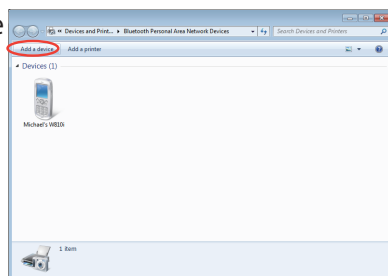 e
Devices and Print... Bluetooth Personal Area Network Devices
Search Devices and Printers
Add a device Add a printer
Devices (1)
Michael's W810i
1 item